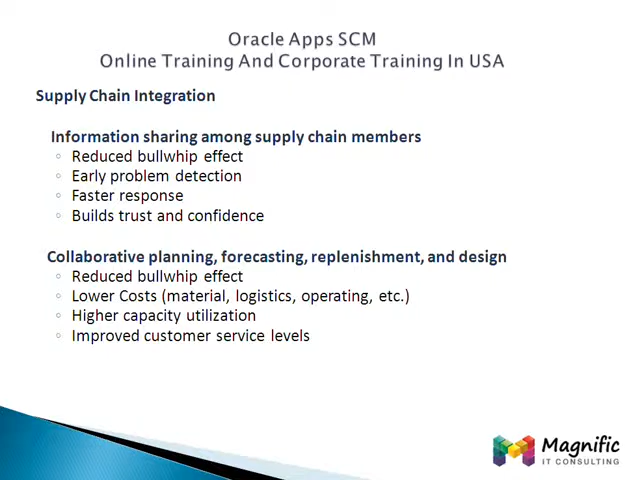 Oracle Apps SCM
Online Training And Corporate Training In USA
Supply Chain Integration
Information sharing among supply chain members
◦ Reduced bullwhip effect
◦ Early problem detection
◦ Faster response
◦ Builds trust and confidence
Collaborative planning, forecasting, replenishment, and design
◦ Reduced bullwhip effect
◦ Lower Costs (material, logistics, operating, etc.)
◦ Higher capacity utilization
◦ Improved customer service levels
Magnific
IT CONSULTING